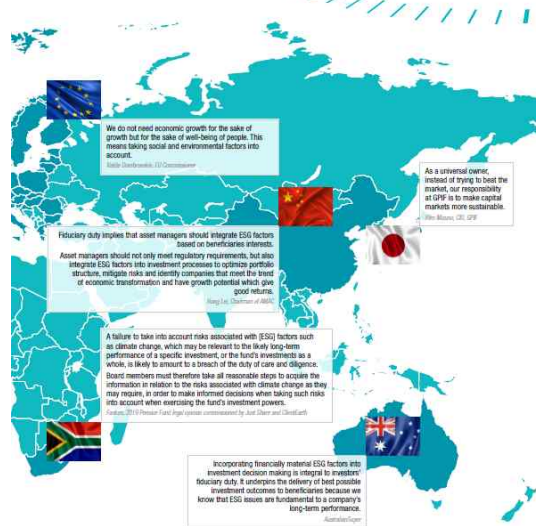 We do not need economic growth for the sake of
growth but for the sake of well-being of people. This
means taking social and environmental factors into
account.
Valdis Dombrovskis, EU Commissioner
As a universal owner,
instead of trying to beat the
market, our responsibility
at GPIF is to make capital
markets more sustainable.
Hiro Mizuno, CIO, GPIF
Fiduciary duty implies that asset managers should integrate ESG factors
based on beneficiaries interests.
Asset managers should not only meet regulatory requirements, but also
integrate ESG factors into investment processes to optimize portfolio
structure, mitigate risks and identify companies that meet the trend
of economic transformation and have growth potential which give
good returns.
Hong Lei, Chairman of AMAC
A failure to take into account risks associated with [ESG] factors such
as climate change, which may be relevant to the likely long-term
performance of a specific investment, or the fund's investments as a
whole, is likely to amount to a breach of the duty of care and diligence.
Board members must therefore take all reasonable steps to acquire the
information in relation to the risks associated with climate change as they
may require, in order to make informed decisions when taking such risks
into account when exercising the fund's investment powers.
2019 Pension Fund legal opinion commissioned by Just Share and ClientEarth
Incorporating financially material ESG factors into
investment decision making is integral to investors'
fiduciary duty. It underpins the delivery of best possible
investment outcomes to beneficiaries because we
know that ESG issues are fundamental to a company's
long-term performance.
AustralianSuper